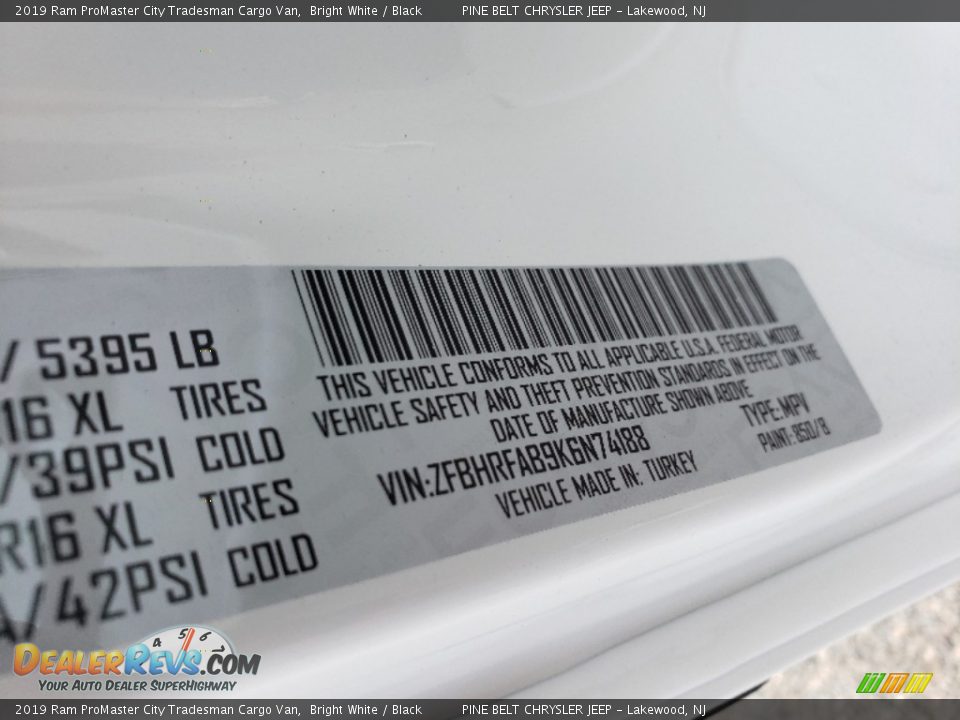 2019 Ram ProMaster City Tradesman Cargo Van, Bright White / Black PINE BELT CHRYSLER JEEP - Lakewood, NJ
/ 5395 LB
R16 XL TIRES
/39PSI COLD
R16 XL TIRES
/42PSI COLD
THIS VEHICLE CONFORMS TO ALL APPLICABLE U.S.A. FEDERAL MOTOR
VEHICLE SAFETY AND THEFT PREVENTION STANDARDS IN EFFECT ON THE
DATE OF MANUFACTURE SHOWN ABOVE
VIN:ZFBHRFAB9K6N74188 TYPE:MPV
VEHICLE MADE IN: TURKEY PAINT:850/B
4 5 6
DEALERREVS.COM
YOUR AUTO DEALER SUPERHIGHWAY
2019 Ram ProMaster City Tradesman Cargo Van, Bright White / Black PINE BELT CHRYSLER JEEP - Lakewood, NJ